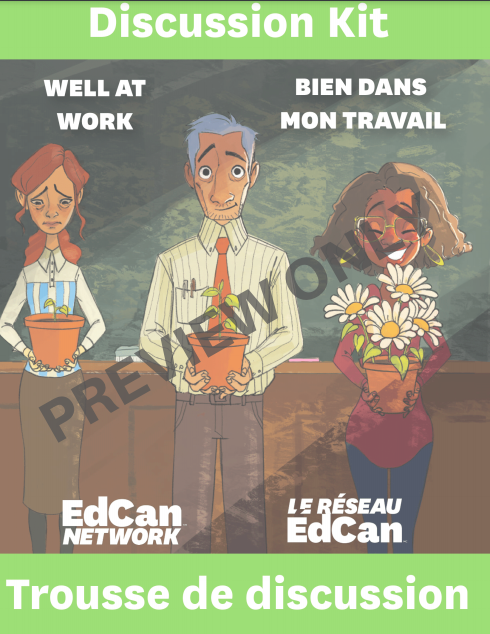 Discussion Kit
WELL AT
WORK
BIEN DANS
MON TRAVAIL
PREVIEW ONLY
EdCan
NETWORK
LE RÉSEAU
EdCan
Trousse de discussion